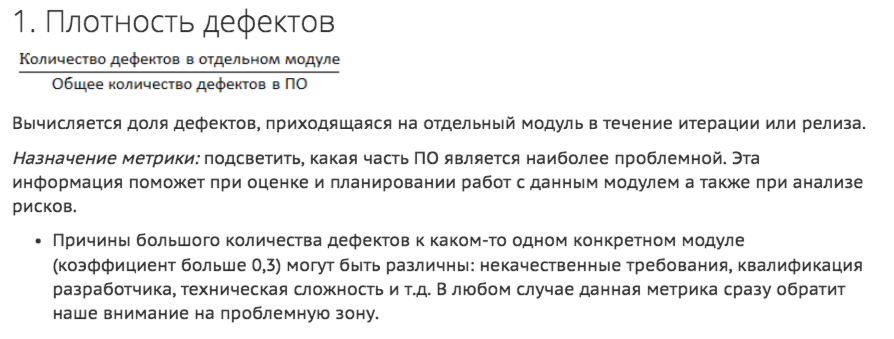 1. Плотность дефектов
Количество дефектов в отдельном модуле
Общее количество дефектов в ПО
Вычисляется доля дефектов, приходящаяся на отдельный модуль в течение итерации или релиза.
Назначение метрики: подсветить, какая часть ПО является наиболее проблемной. Эта
информация поможет при оценке и планировании работ с данным модулем а также при анализе
рисков.
• Причины большого количества дефектов к каком-то одном конкретном модуле
(коэффициент больше 0,3) могут быть различны: некачественные требования, квалификация
разработчика, техническая сложность и т.д. В любом случае данная метрика сразу обратит
наше внимание на проблемную зону.